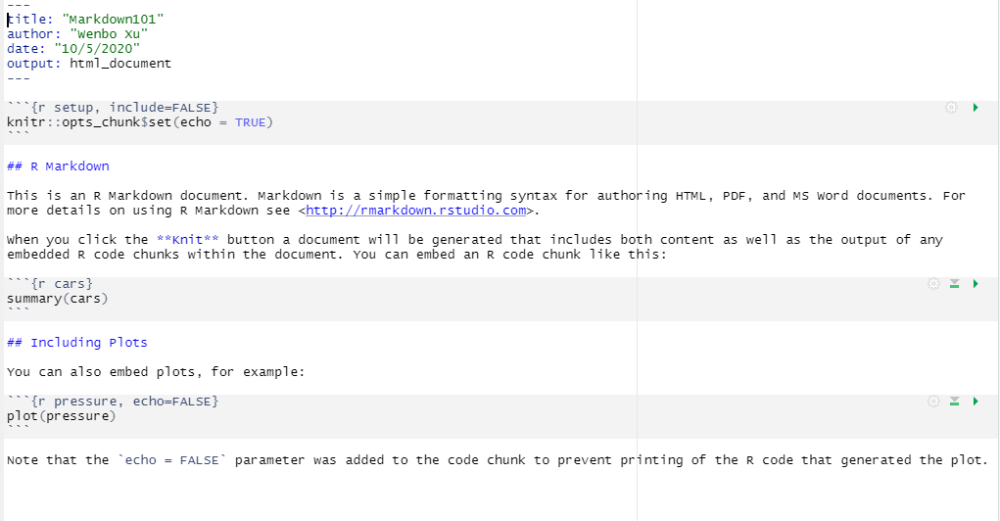 ---
title: "Markdown101"
author: "Wenbo Xu"
date: "10/5/2020"
output: html_document
---
```{r setup, include=FALSE}
knitr::opts_chunk$set(echo = TRUE)
```
## R Markdown
This is an R Markdown document. Markdown is a simple formatting syntax for authoring HTML, PDF, and MS Word documents. For
more details on using R Markdown see <http://rmarkdown.rstudio.com>.
When you click the **Knit** button a document will be generated that includes both content as well as the output of any
embedded R code chunks within the document. You can embed an R code chunk like this:
```{r cars}
summary(cars)
```
## Including Plots
You can also embed plots, for example:
```{r pressure, echo=FALSE}
plot(pressure)
```
Note that the `echo = FALSE` parameter was added to the code chunk to prevent printing of the R code that generated the plot.